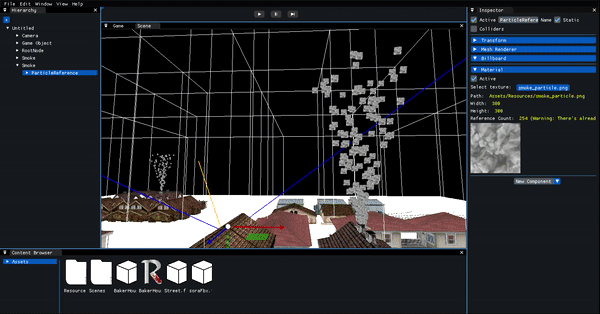 File Edit Window View Help
Hierarchy
Untitled
Camera
Game Object
RootNode
Smoke
Smoke
ParticleReference
Game Scene
Inspector
Active ParticleRefere Name Static
Colliders
Transform
Mesh Renderer
Billboard
Material
Active
Select texture: smoke_particle.png
Path: Assets/Resources/smoke_particle.png
Width: 300
Height: 300
Reference Count: 254 (Warning: There's alread
New Component
Content Browser
Assets
Resource Scenes BakerHou BakerHou Street.f